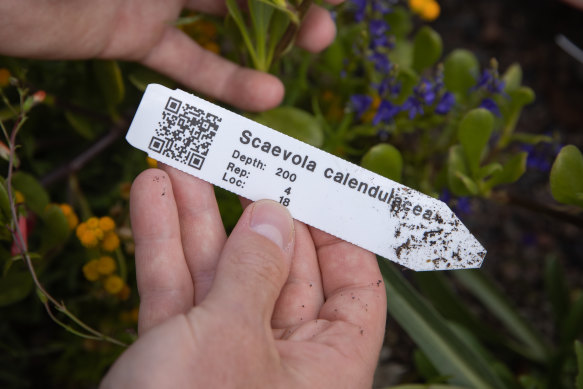 Scaevola calendulacea
Depth: 200
Rep: 4
Loc: 18